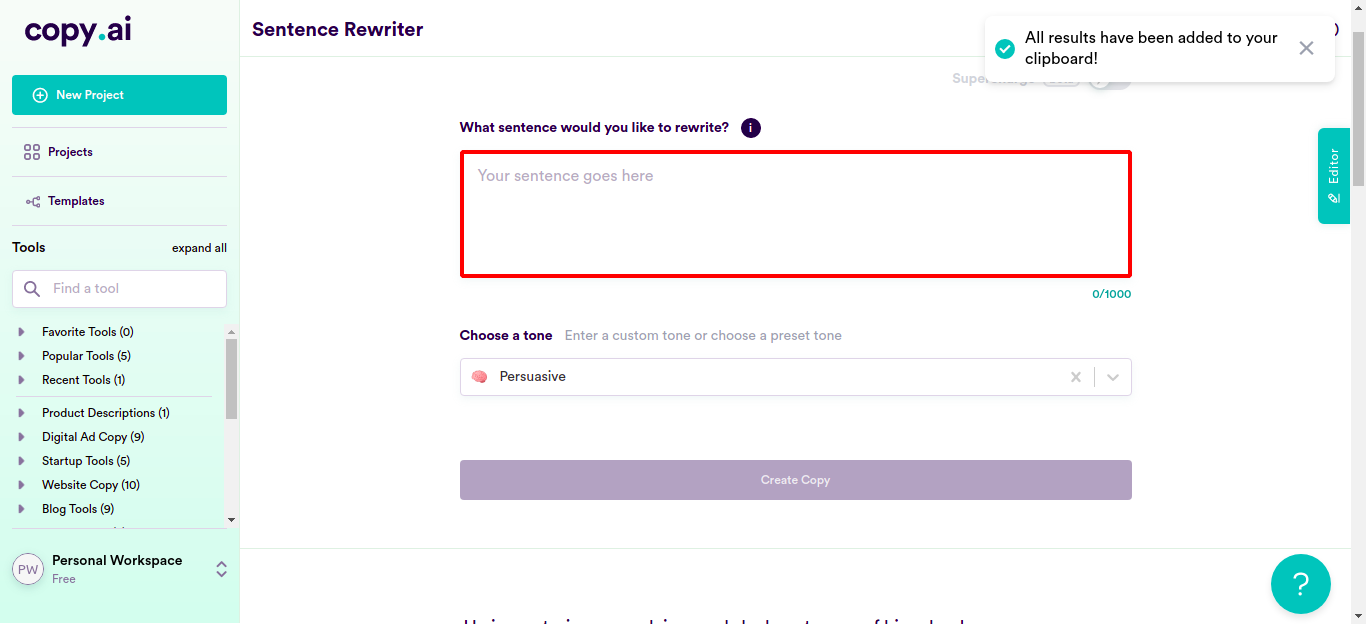 copy.ai
New Project
Projects
Templates
Tools
expand all
Find a tool
Favorite Tools (0)
Popular Tools (5)
Recent Tools (1)
Product Descriptions (1)
Digital Ad Copy (9)
Startup Tools (5)
Website Copy (10)
Blog Tools (9)
PW
Personal Workspace
Free
Sentence Rewriter
All results have been added to your
clipboard!
What sentence would you like to rewrite?
Your sentence goes here
0/1000
Choose a tone Enter a custom tone or choose a preset tone
Persuasive
Create Copy
Editor
?